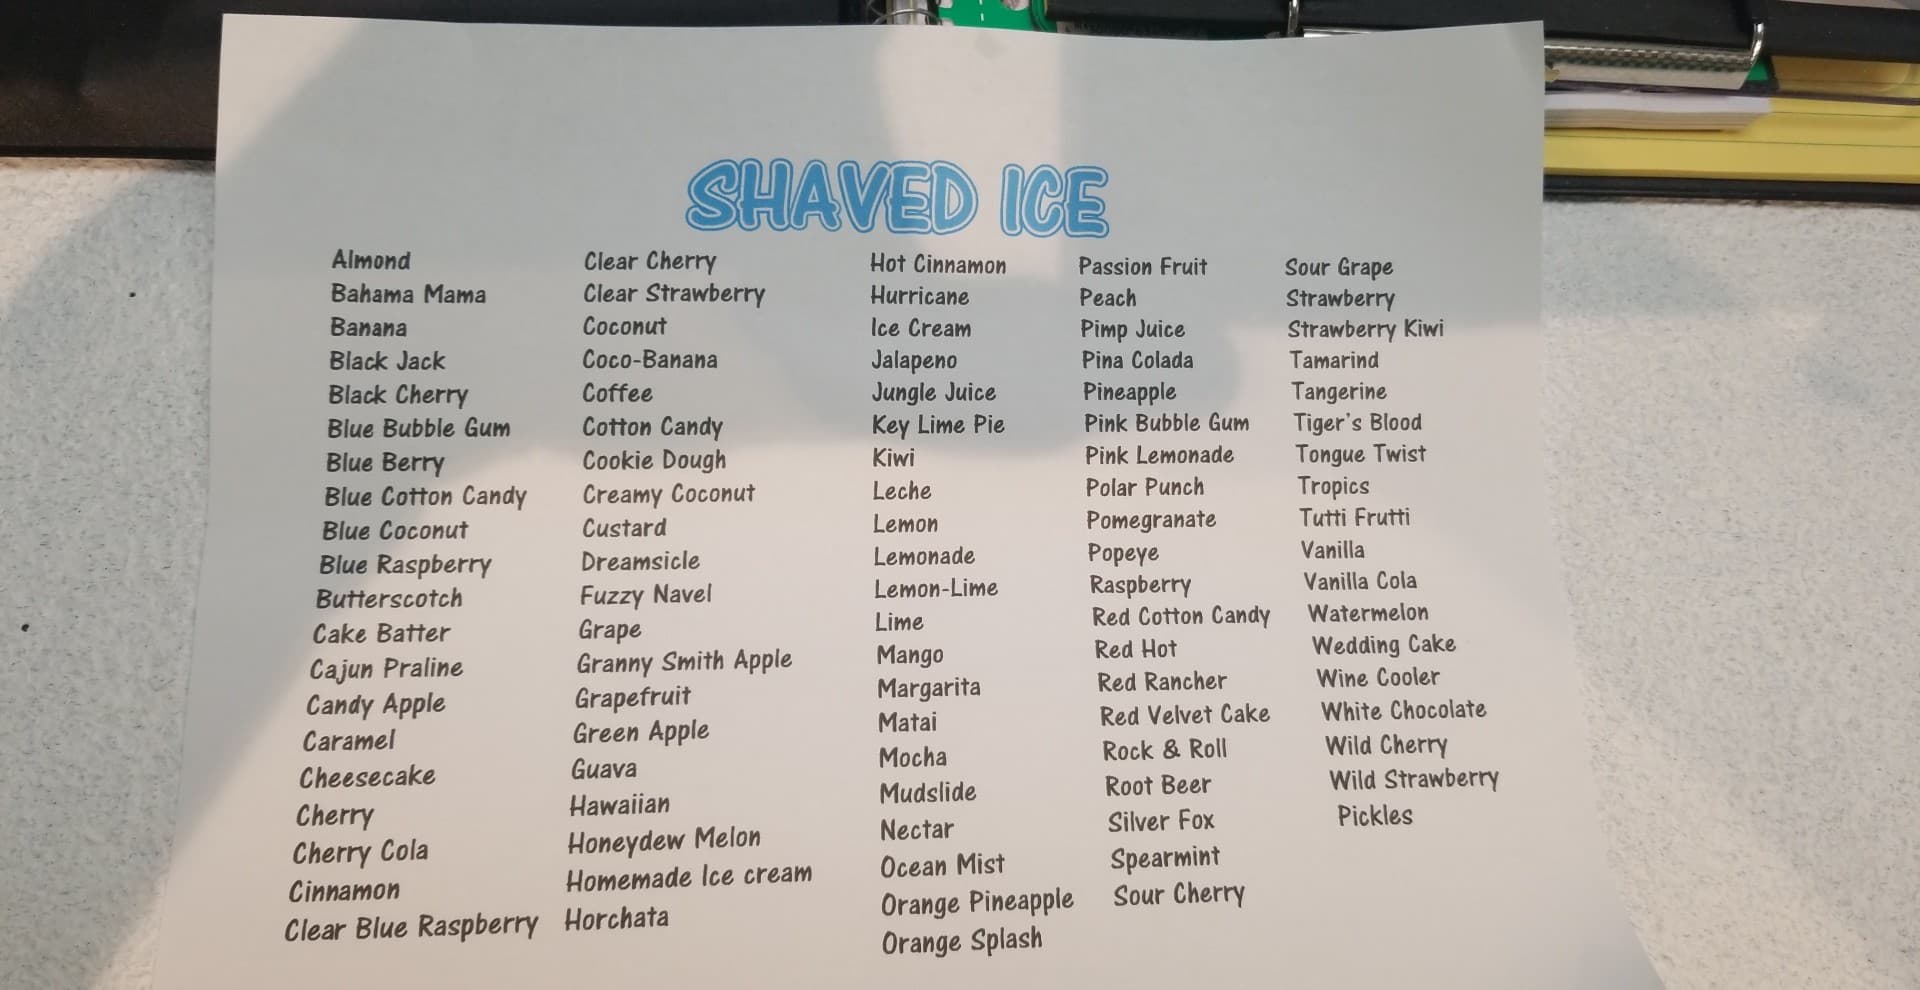 SHAVED ICE
Almond
Bahama Mama
Banana
Black Jack
Black Cherry
Blue Bubble Gum
Blue Berry
Blue Cotton Candy
Blue Coconut
Blue Raspberry
Butterscotch
Cake Batter
Cajun Praline
Candy Apple
Caramel
Cheesecake
Cherry
Cherry Cola
Cinnamon
Clear Blue Raspberry
Clear Cherry
Clear Strawberry
Coconut
Coco-Banana
Coffee
Cotton Candy
Cookie Dough
Creamy Coconut
Custard
Dreamsicle
Fuzzy Navel
Grape
Granny Smith Apple
Grapefruit
Green Apple
Guava
Hawaiian
Honeydew Melon
Homemade Ice cream
Horchata
Hot Cinnamon
Hurricane
Ice Cream
Jalapeno
Jungle Juice
Key Lime Pie
Kiwi
Leche
Lemon
Lemonade
Lemon-Lime
Lime
Mango
Margarita
Matai
Mocha
Mudslide
Nectar
Ocean Mist
Orange Pineapple
Orange Splash
Passion Fruit
Peach
Pimp Juice
Pina Colada
Pineapple
Pink Bubble Gum
Pink Lemonade
Polar Punch
Pomegranate
Popeye
Raspberry
Red Cotton Candy
Red Hot
Red Rancher
Red Velvet Cake
Rock & Roll
Root Beer
Silver Fox
Spearmint
Sour Cherry
Sour Grape
Strawberry
Strawberry Kiwi
Tamarind
Tangerine
Tiger's Blood
Tongue Twist
Tropics
Tutti Frutti
Vanilla
Vanilla Cola
Watermelon
Wedding Cake
Wine Cooler
White Chocolate
Wild Cherry
Wild Strawberry
Pickles